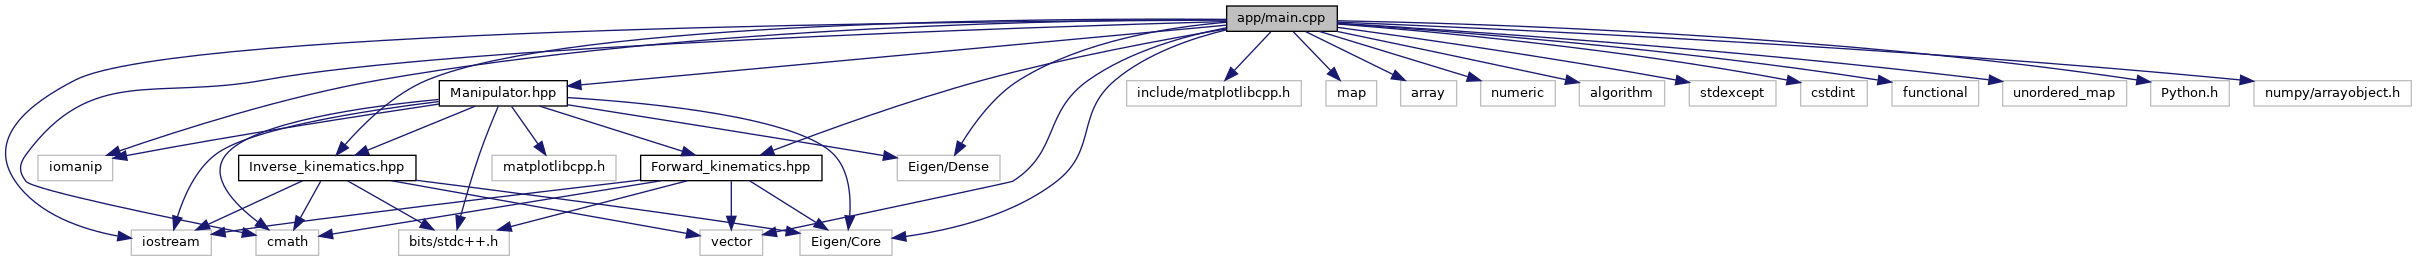 app/main.cpp
Manipulator.hpp
include/matplotlibcpp.h
map
array
numeric
algorithm
stdexcept
cstdint
functional
unordered_map
Python.h
numpy/arrayobject.h
iomanip
Inverse_kinematics.hpp
matplotlibcpp.h
Forward_kinematics.hpp
Eigen/Dense
iostream
cmath
bits/stdc++.h
vector
Eigen/Core